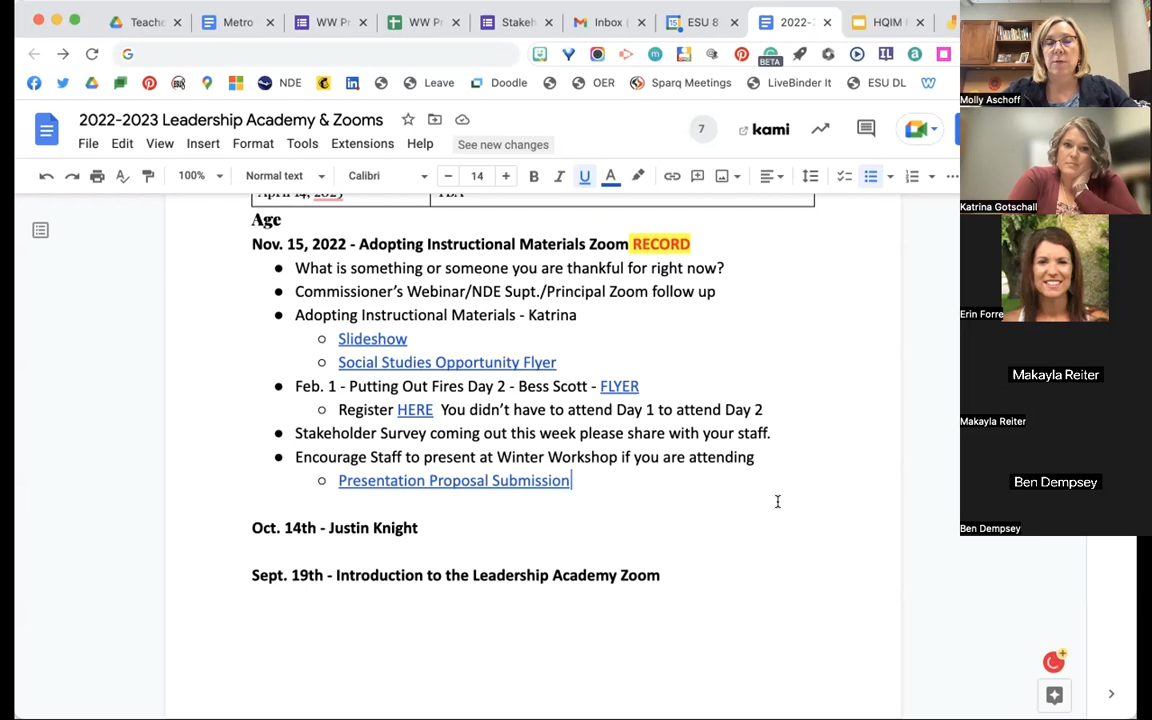 Teache
Metro
WW Pr
WW Pr
Stakeh
Inbox (
ESU 8
2022-
HQIM
NDE
Leave
Doodle
OER
Sparq Meetings
LiveBinder It
ESU DL
BETA
2022-2023 Leadership Academy & Zooms
7
kami
File Edit View Insert Format Tools Extensions Help
See new changes
100% Normal text Calibri 14 B I U A
Age
Nov. 15, 2022 - Adopting Instructional Materials Zoom RECORD
What is something or someone you are thankful for right now?
Commissioner's Webinar/NDE Supt./Principal Zoom follow up
Adopting Instructional Materials - Katrina
Slideshow
Social Studies Opportunity Flyer
Feb. 1 - Putting Out Fires Day 2 - Bess Scott - FLYER
Register HERE You didn't have to attend Day 1 to attend Day 2
Stakeholder Survey coming out this week please share with your staff.
Encourage Staff to present at Winter Workshop if you are attending
Presentation Proposal Submission
Oct. 14th - Justin Knight
Sept. 19th - Introduction to the Leadership Academy Zoom
Molly Aschoff
Katrina Gotschall
Erin Forre
Makayla Reiter
Makayla Reiter
Ben Dempsey
Ben Dempsey